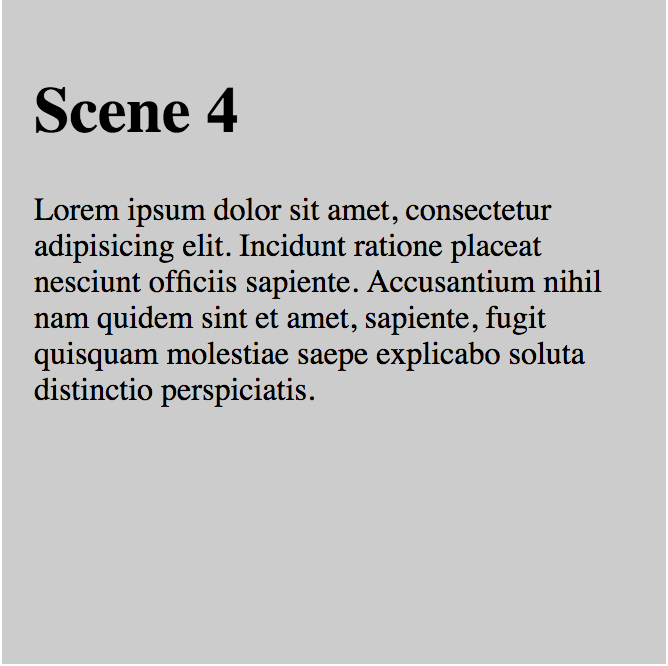 Scene 4
Lorem ipsum dolor sit amet, consectetur
adipisicing elit. Incidunt ratione placeat
nesciunt officiis sapiente. Accusantium nihil
nam quidem sint et amet, sapiente, fugit
quisquam molestiae saepe explicabo soluta
distinctio perspiciatis.